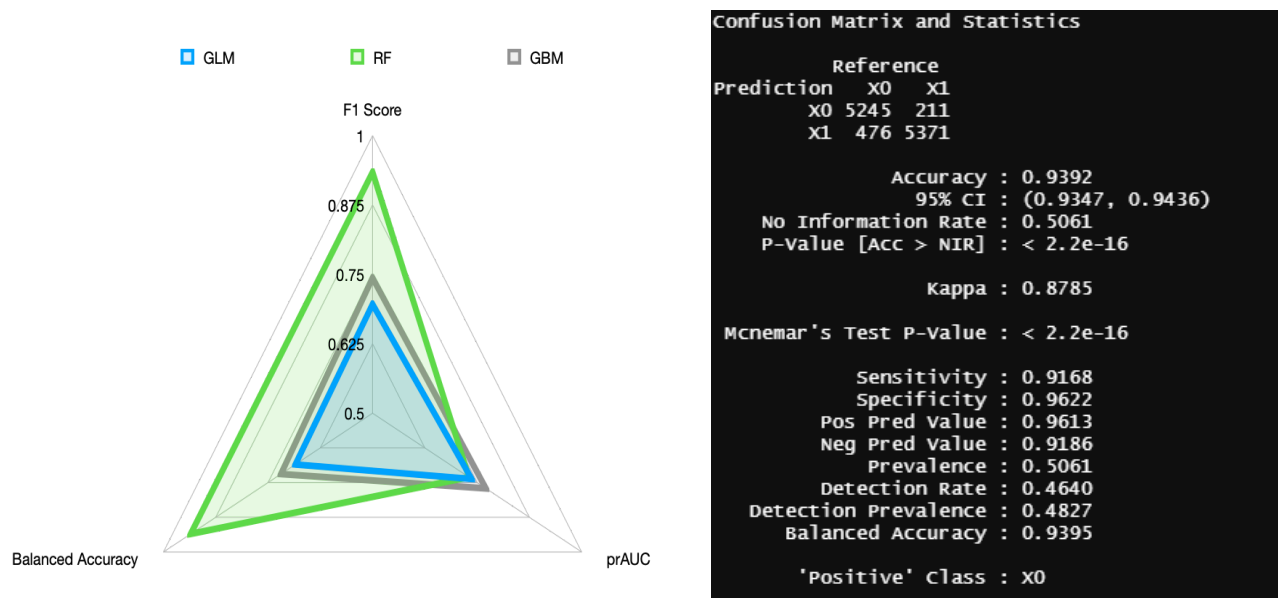 GLM RF GBM
F1 Score
1
0.875
0.75
0.625
0.5
Balanced Accuracy prAUC
Confusion Matrix and Statistics
Reference
Prediction X0 X1
X0 5245 211
X1 476 5371
Accuracy : 0.9392
95% CI : (0.9347, 0.9436)
No Information Rate : 0.5061
P-Value [Acc > NIR] : < 2.2e-16
Kappa : 0.8785
Mcnemar's Test P-Value : < 2.2e-16
Sensitivity : 0.9168
Specificity : 0.9622
Pos Pred Value : 0.9613
Neg Pred Value : 0.9186
Prevalence : 0.5061
Detection Rate : 0.4640
Detection Prevalence : 0.4827
Balanced Accuracy : 0.9395
'Positive' Class : X0